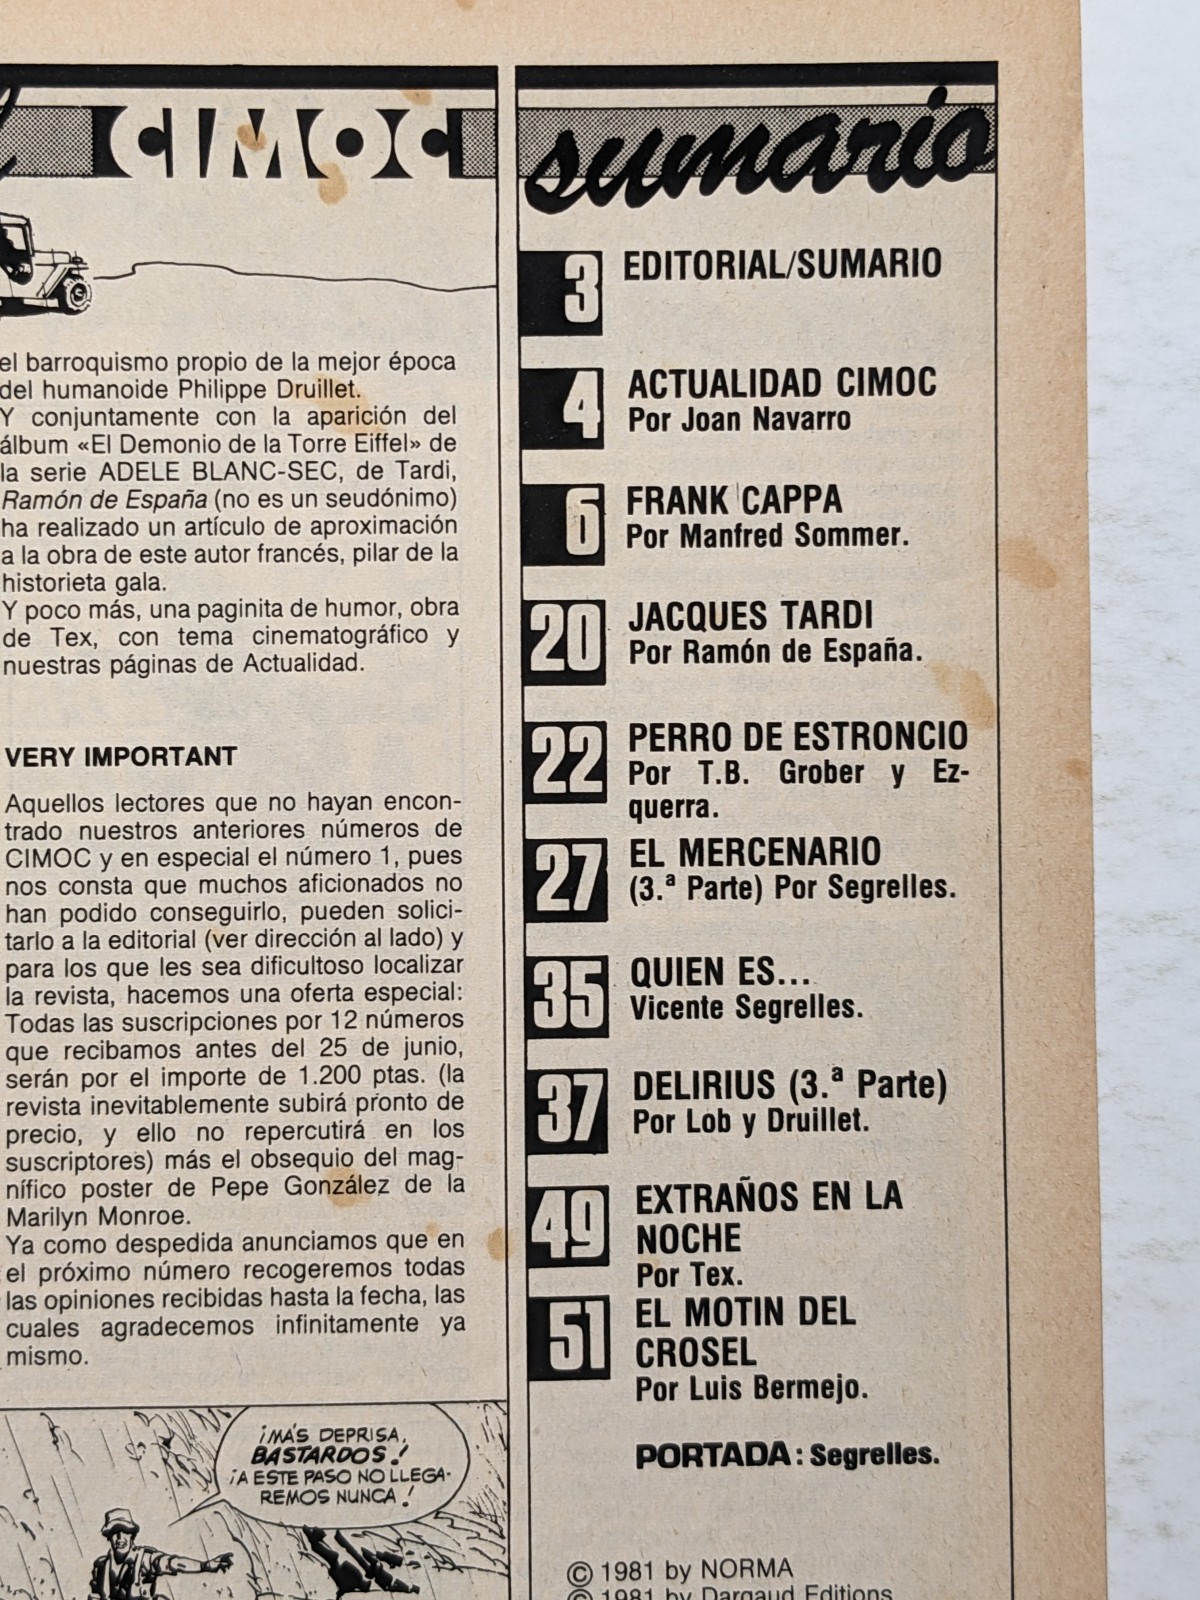 CIMOC
el barroquismo propio de la mejor época
del humanoide Philippe Druillet.
Y conjuntamente con la aparición del
álbum «El Demonio de la Torre Eiffel» de
la serie ADELE BLANC-SEC, de Tardi,
Ramón de España (no es un seudónimo)
ha realizado un artículo de aproximación
a la obra de este autor francés, pilar de la
historieta gala.
Y poco más, una paginita de humor, obra
de Tex, con tema cinematográfico y
nuestras páginas de Actualidad.
VERY IMPORTANT
Aquellos lectores que no hayan encon-
trado nuestros anteriores números de
CIMOC y en especial el número 1, pues
nos consta que muchos aficionados no
han podido conseguirlo, pueden solici-
tarlo a la editorial (ver dirección al lado) y
para los que les sea dificultoso localizar
la revista, hacemos una oferta especial:
Todas las suscripciones por 12 números
que recibamos antes del 25 de junio,
serán por el importe de 1.200 ptas. (la
revista inevitablemente subirá pronto de
precio, y ello no repercutirá en los
suscriptores) más el obsequio del mag-
nífico poster de Pepe González de la
Marilyn Monroe.
Ya como despedida anunciamos que en
el próximo número recogeremos todas
las opiniones recibidas hasta la fecha, las
cuales agradecemos infinitamente ya
mismo.
¡MÁS DEPRISA,
BASTARDOS!
¡A ESTE PASO NO LLEGA-
REMOS NUNCA!
sumario
3 EDITORIAL/SUMARIO
4 ACTUALIDAD CIMOC
Por Joan Navarro
6 FRANK CAPPA
Por Manfred Sommer.
20 JACQUES TARDI
Por Ramón de España.
22 PERRO DE ESTRONCIO
Por T.B. Grober y Ez-
querra.
27 EL MERCENARIO
(3.ª Parte) Por Segrelles.
35 QUIEN ES...
Vicente Segrelles.
37 DELIRIUS (3.ª Parte)
Por Lob y Druillet.
49 EXTRAÑOS EN LA
NOCHE
Por Tex.
51 EL MOTIN DEL
CROSEL
Por Luis Bermejo.
PORTADA: Segrelles.
© 1981 by NORMA
© 1981 by Dargaud Editions